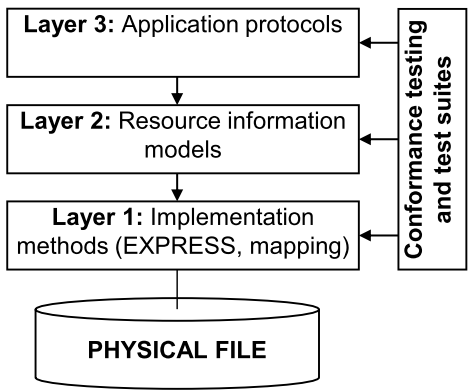 Layer 3: Application protocols
Layer 2: Resource information
models
Layer 1: Implementation
methods (EXPRESS, mapping)
PHYSICAL FILE
Conformance testing
and test suites